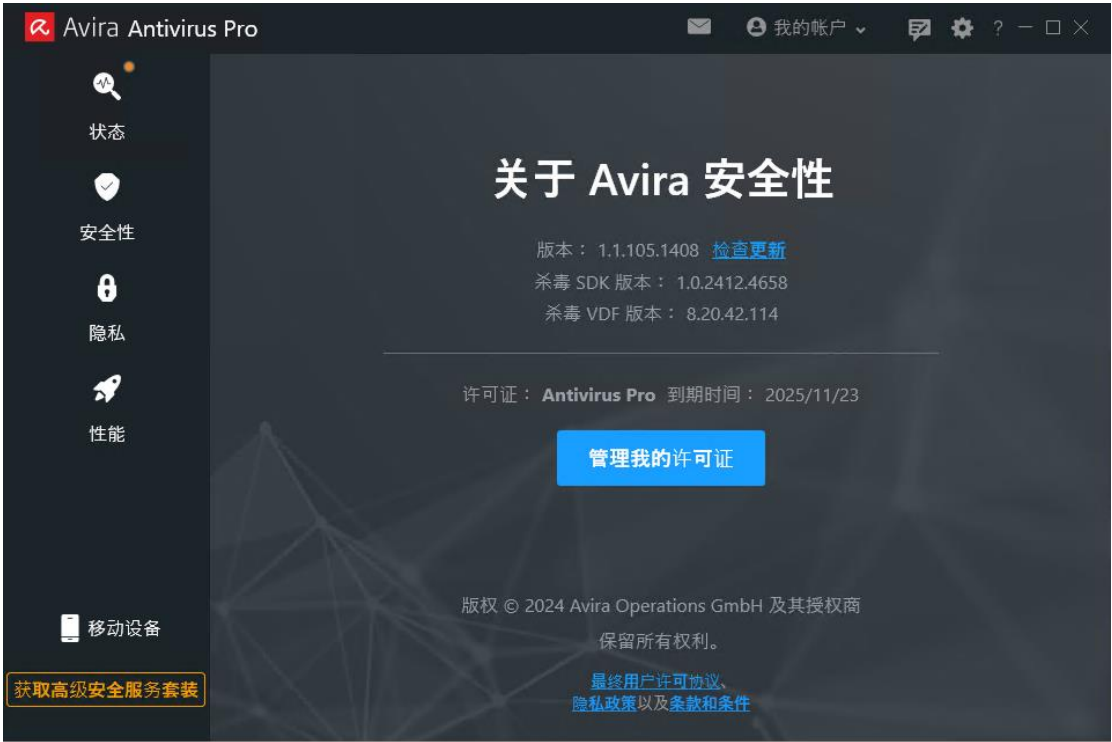 Avira Antivirus Pro
我的帐户
?
状态
安全性
隐私
性能
移动设备
获取高级安全服务套装
关于 Avira 安全性
版本： 1.1.105.1408 检查更新
杀毒 SDK 版本： 1.0.2412.4658
杀毒 VDF 版本： 8.20.42.114
许可证： Antivirus Pro 到期时间： 2025/11/23
管理我的许可证
版权 © 2024 Avira Operations GmbH 及其授权商
保留所有权利。
最终用户许可协议、
隐私政策以及条款和条件